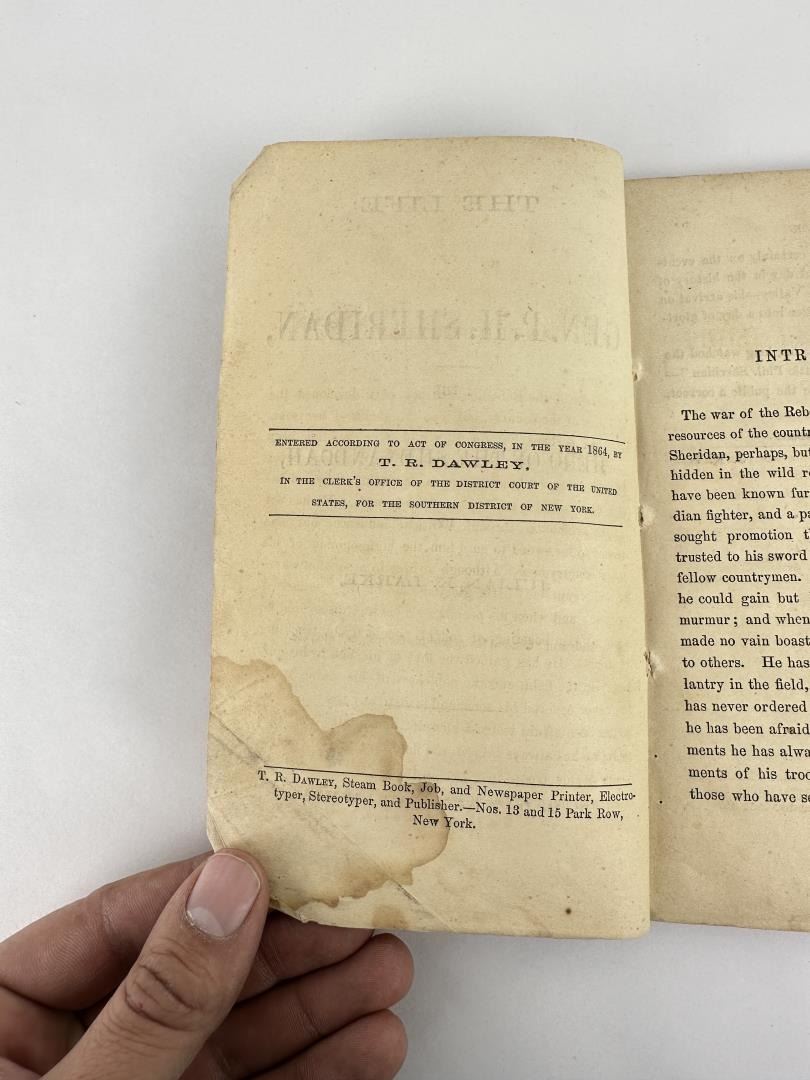 ENTERED ACCORDING TO ACT OF CONGRESS, IN THE YEAR 1864, BY
T. R. DAWLEY,
IN THE CLERK'S OFFICE OF THE DISTRICT COURT OF THE UNITED
STATES, FOR THE SOUTHERN DISTRICT OF NEW YORK.
T. R. DAWLEY, Steam Book, Job, and Newspaper Printer, Electro-
typer, Stereotyper, and Publisher.—Nos. 13 and 15 Park Row,
New York.
INTR
The war of the Reb
resources of the countr
Sheridan, perhaps, but
hidden in the wild r
have been known fur
dian fighter, and a p
sought promotion t
trusted to his sword
fellow countrymen.
he could gain but
murmur; and when
made no vain boast
to others. He has
lantry in the field,
has never ordered
he has been afraid
ments he has alwa
ments of his troo
those who have se